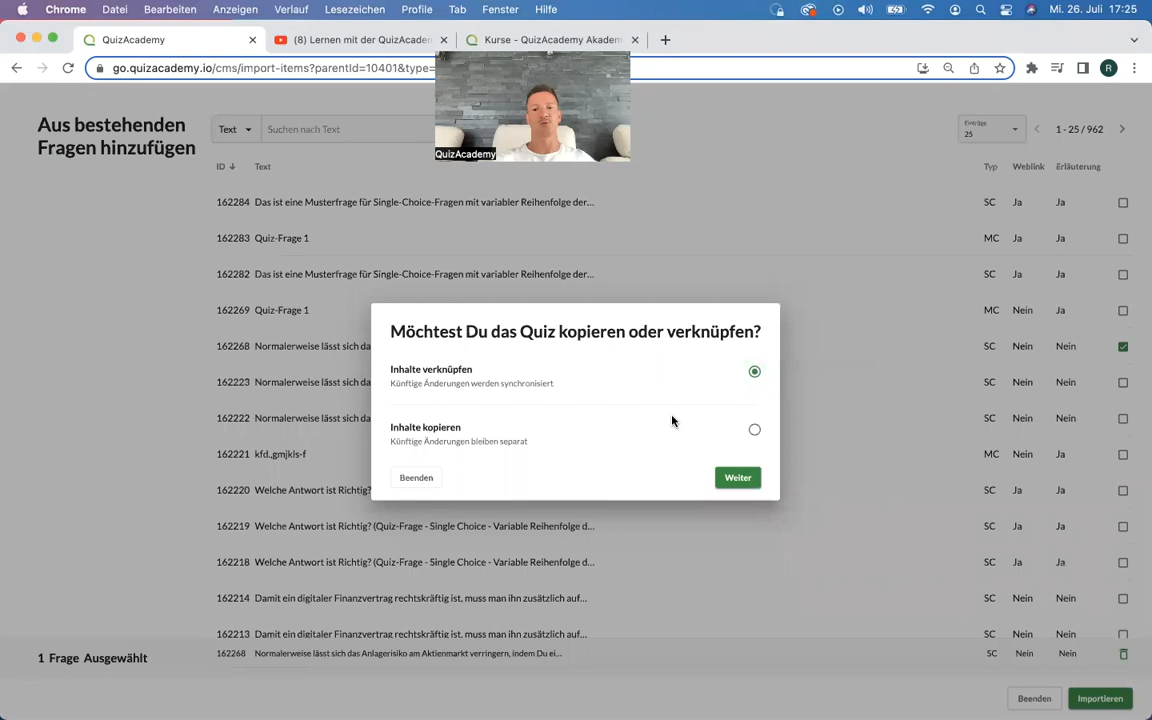 Chrome Datei Bearbeiten Anzeigen Verlauf Lesezeichen Profile Tab Fenster Hilfe Mi. 26. Juli 17:25
QuizAcademy (8) Lernen mit der QuizAcadem Kurse - QuizAcademy Akadem
go.quizacademy.io/cms/import-items?parentId=10401&type= R
QuizAcademy
Aus bestehenden
Fragen hinzufügen
Text Suchen nach Text Einträge
25 1 - 25 / 962
ID Text Typ Weblink Erläuterung
162284 Das ist eine Musterfrage für Single-Choice-Fragen mit variabler Reihenfolge der... SC Ja Ja
162283 Quiz-Frage 1 MC Ja Ja
162282 Das ist eine Musterfrage für Single-Choice-Fragen mit variabler Reihenfolge der... SC Ja Ja
162269 Quiz-Frage 1 MC Nein Ja
162268 Normalerweise lässt sich da SC Nein Nein
162223 Normalerweise lässt sich da SC Nein Nein
162222 Normalerweise lässt sich da SC Nein Nein
162221 kfd.,gmjkls-f MC Nein Ja
162220 Welche Antwort ist Richtig? SC Ja Ja
162219 Welche Antwort ist Richtig? (Quiz-Frage - Single Choice - Variable Reihenfolge d... SC Ja Ja
162218 Welche Antwort ist Richtig? (Quiz-Frage - Single Choice - Variable Reihenfolge d... SC Ja Ja
162214 Damit ein digitaler Finanzvertrag rechtskräftig ist, muss man ihn zusätzlich auf... SC Nein Nein
162213 Damit ein digitaler Finanzvertrag rechtskräftig ist, muss man ihn zusätzlich auf... SC Nein Nein
Möchtest Du das Quiz kopieren oder verknüpfen?
Inhalte verknüpfen
Künftige Änderungen werden synchronisiert
Inhalte kopieren
Künftige Änderungen bleiben separat
Beenden Weiter
1 Frage Ausgewählt 162268 Normalerweise lässt sich das Anlagerisiko am Aktienmarkt verringern, indem Du ei... SC Nein Nein
Beenden Importieren